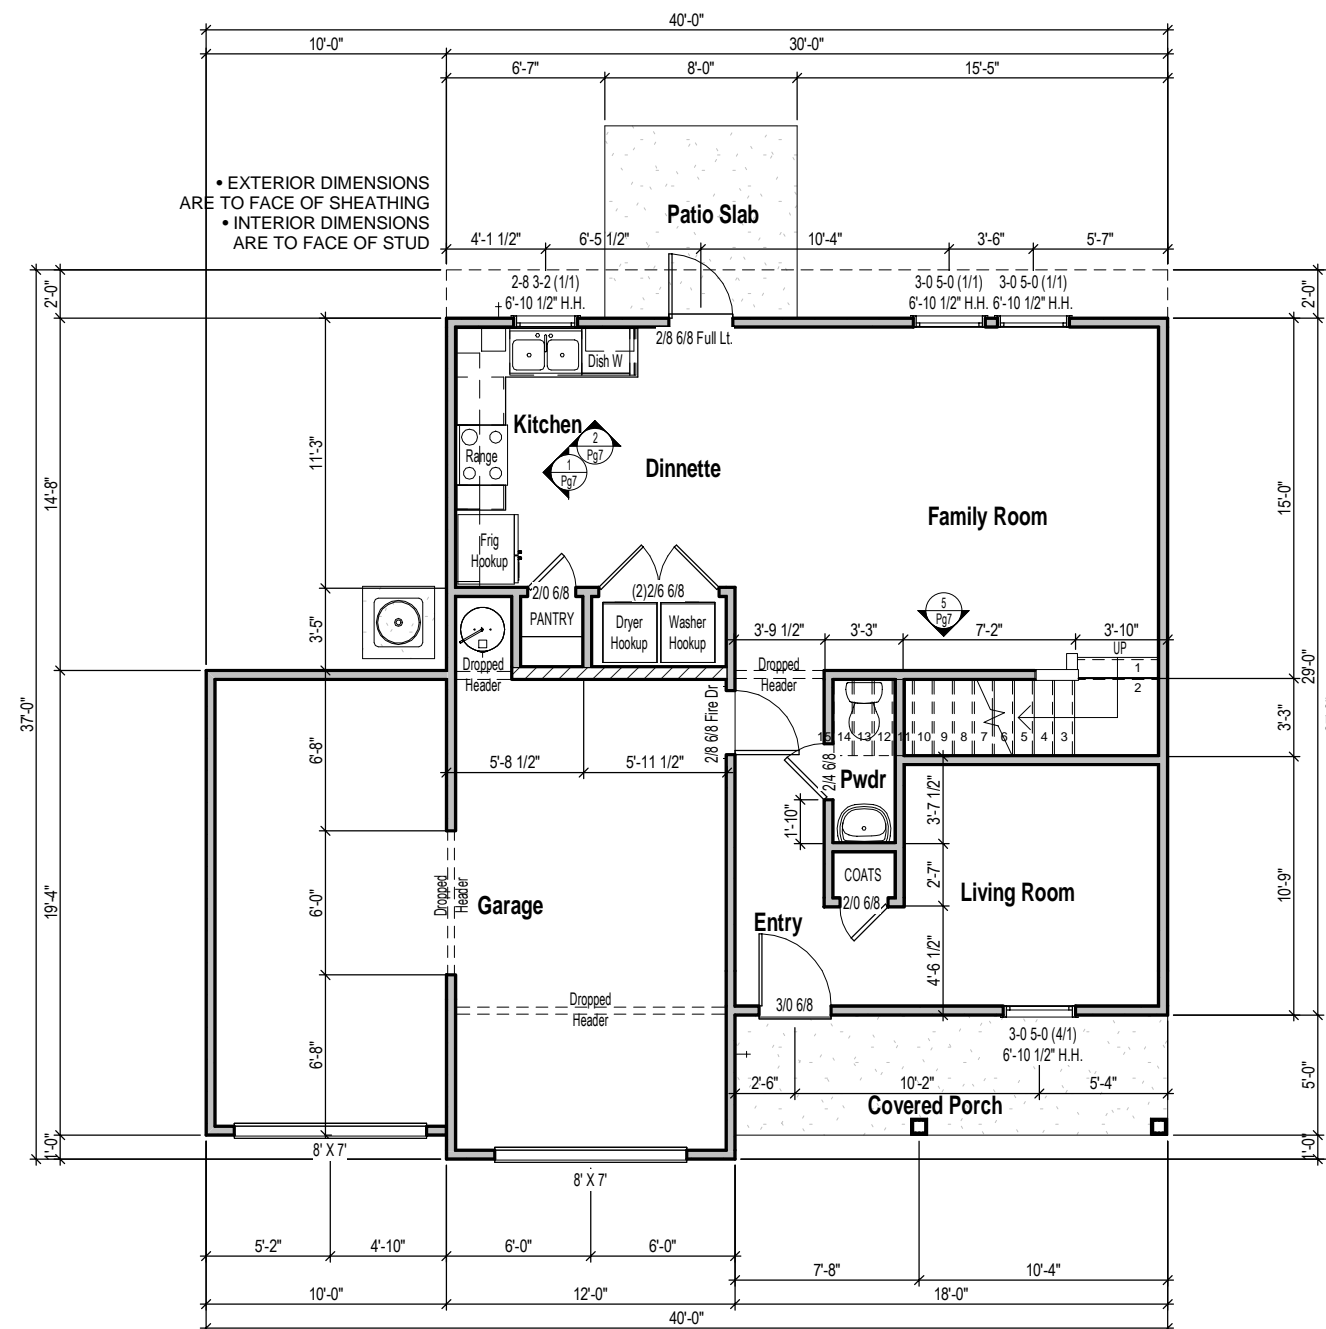 40'-0"
10'-0"
30'-0"
6'-7"
8'-0"
15'-5"
• EXTERIOR DIMENSIONS
ARE TO FACE OF SHEATHING
• INTERIOR DIMENSIONS
ARE TO FACE OF STUD
Patio Slab
4'-1 1/2"
6'-5 1/2"
10'-4"
3'-6"
5'-7"
2'-0"
2-8 3-2 (1/1)
6'-10 1/2" H.H.
3-0 5-0 (1/1)
6'-10 1/2" H.H.
3-0 5-0 (1/1)
6'-10 1/2" H.H.
2'-0"
2/8 6/8 Full Lt.
Dish W
Kitchen
2
Pg7
1
Pg7
Range
Dinnette
11'-3"
14'-8"
15'-0"
Family Room
Frig
Hookup
2/0 6/8
PANTRY
(2)2/6 6/8
Dryer
Hookup
Washer
Hookup
5
Pg7
3'-5"
3'-9 1/2"
3'-3"
7'-2"
3'-10"
UP
Dropped
Header
Dropped
Header
1
2
29'-0"
37'-0"
2/8 6/8 Fire Dr
3'-3"
15 14 13 12 11 10 9 8 7 6 5 4 3
6'-8"
5'-8 1/2"
5'-11 1/2"
2/4 6/8
Pwdr
3'-7 1/2"
1'-10"
COATS
2'-7"
2/0 6/8
Living Room
10'-9"
19'-4"
6'-0"
Dropped
Header
Garage
Entry
4'-6 1/2"
Dropped
Header
3/0 6/8
3-0 5-0 (4/1)
6'-10 1/2" H.H.
6'-8"
2'-6"
10'-2"
5'-4"
5'-0"
Covered Porch
1'-0"
1'-0"
8' X 7'
8' X 7'
5'-2"
4'-10"
6'-0"
6'-0"
7'-8"
10'-4"
10'-0"
12'-0"
18'-0"
40'-0"